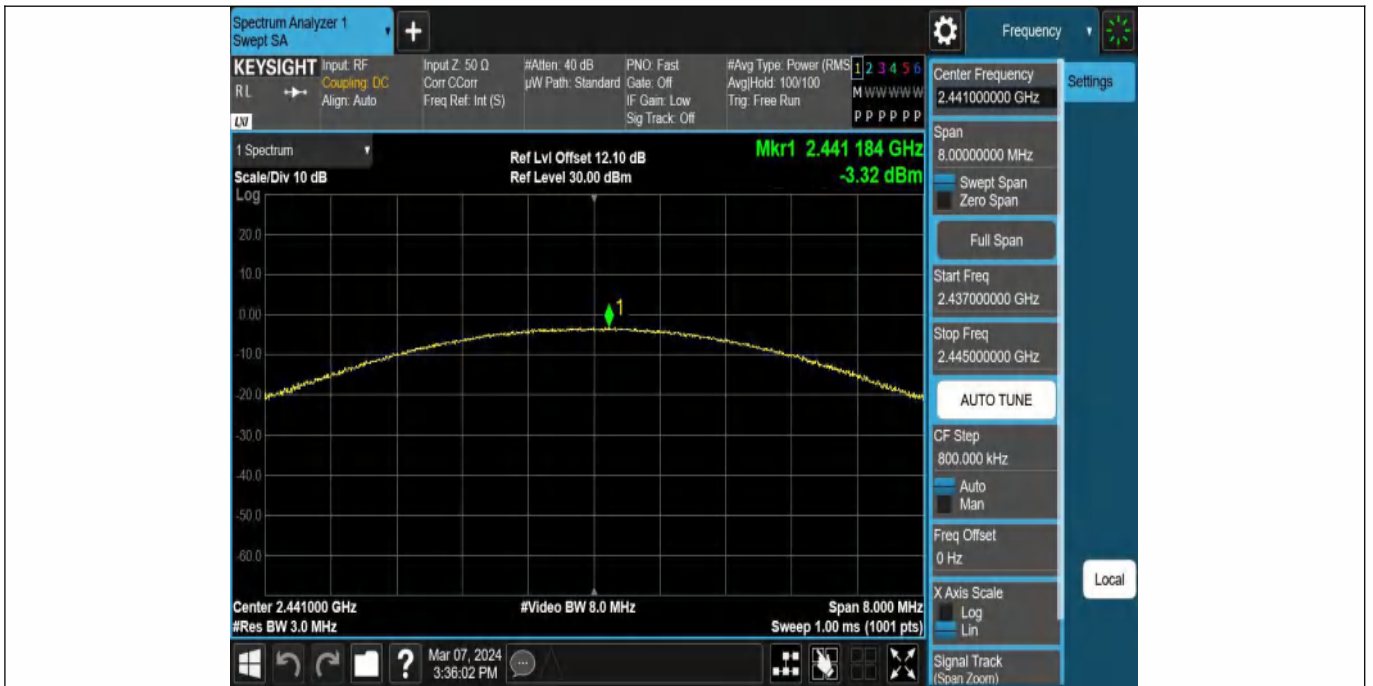 Spectrum Analyzer 1
Swept SA
+
Frequency
KEYSIGHT
RL
LXI
Input: RF
Coupling: DC
Align: Auto
Input Z: 50 Ω
Corr CCorr
Freq Ref: Int (S)
#Atten: 40 dB
µW Path: Standard
PNO: Fast
Gate: Off
IF Gain: Low
Sig Track: Off
#Avg Type: Power (RMS
Avg|Hold: 100/100
Trig: Free Run
1 2 3 4 5 6
M W W W W W
P P P P P P
1 Spectrum
Scale/Div 10 dB
Log
Ref Lvl Offset 12.10 dB
Ref Level 30.00 dBm
Mkr1 2.441 184 GHz
-3.32 dBm
20.0
10.0
0.00
-10.0
-20.0
-30.0
-40.0
-50.0
-60.0
1
Center 2.441000 GHz
#Res BW 3.0 MHz
#Video BW 8.0 MHz
Span 8.000 MHz
Sweep 1.00 ms (1001 pts)
Center Frequency
2.441000000 GHz
Settings
Span
8.00000000 MHz
Swept Span
Zero Span
Full Span
Start Freq
2.437000000 GHz
Stop Freq
2.445000000 GHz
AUTO TUNE
CF Step
800.000 kHz
Auto
Man
Freq Offset
0 Hz
X Axis Scale
Log
Lin
Local
Signal Track
(Span Zoom)
?
Mar 07, 2024
3:36:02 PM